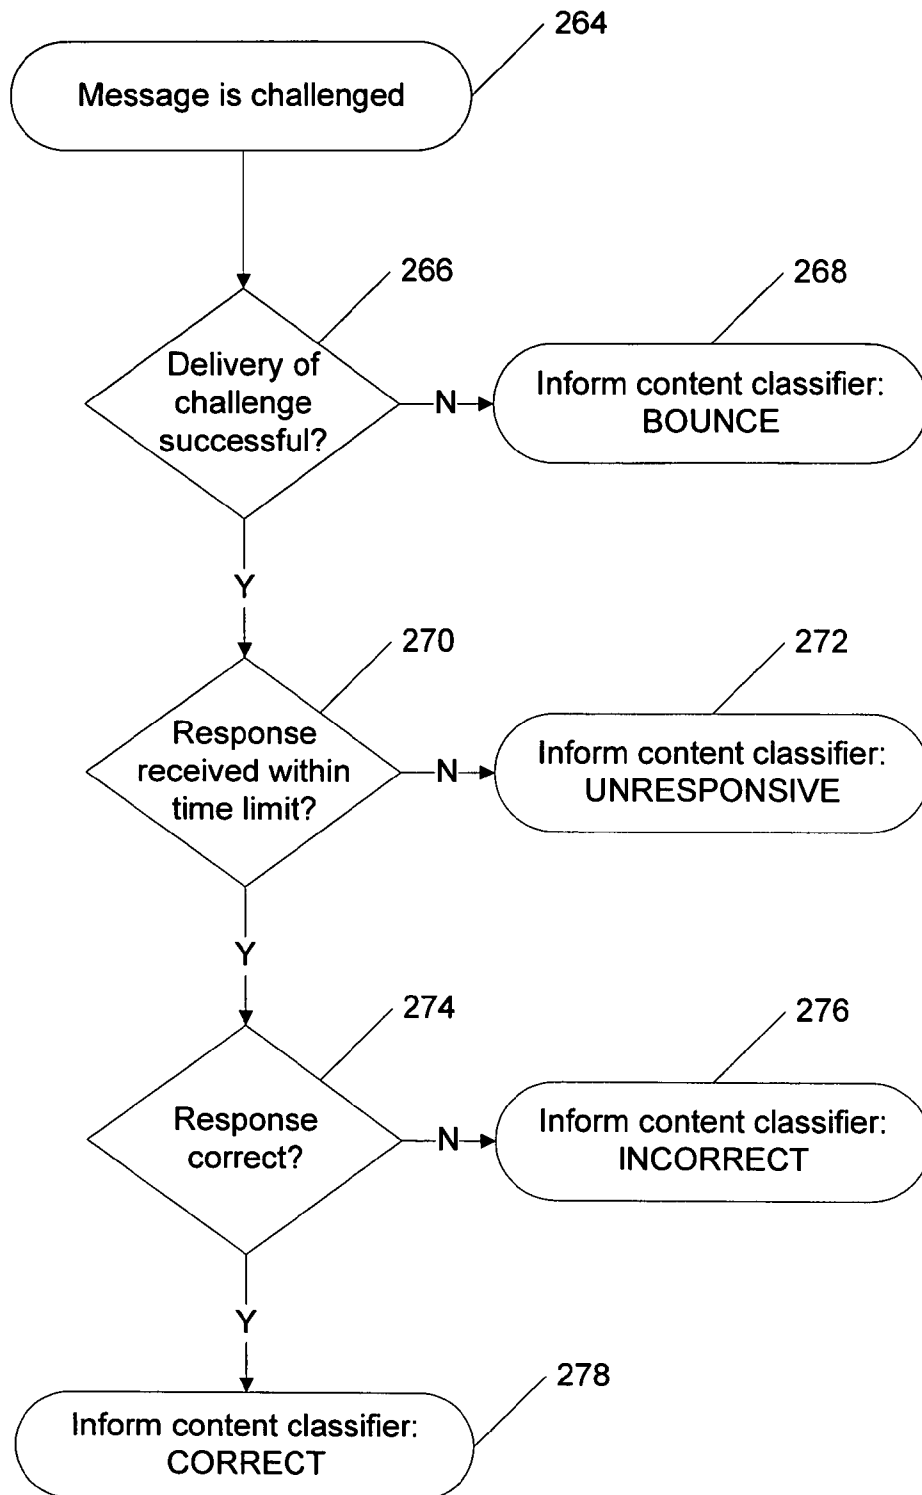 264
Message is challenged
266
268
Delivery of
challenge
successful?
N
Inform content classifier:
BOUNCE
Y
270
272
Response
received within
time limit?
N
Inform content classifier:
UNRESPONSIVE
Y
274
276
Response
correct?
N
Inform content classifier:
INCORRECT
Y
278
Inform content classifier:
CORRECT